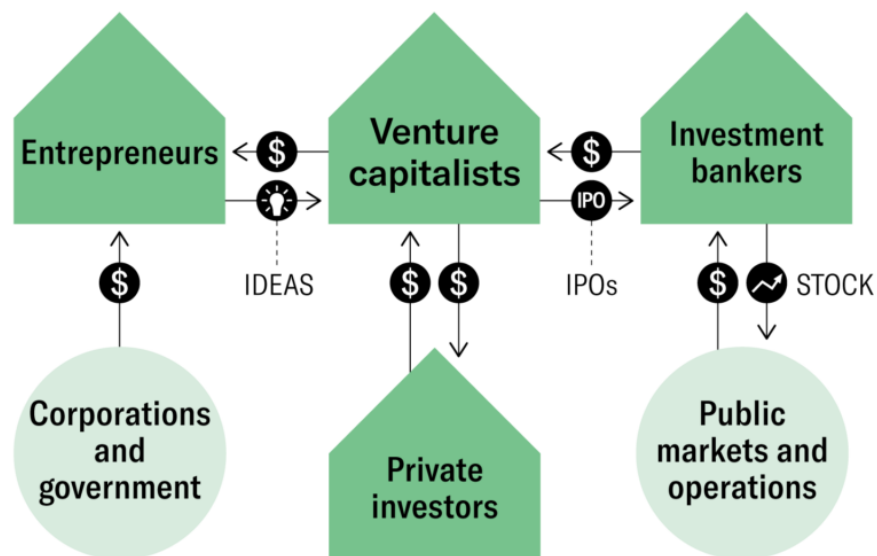 Entrepreneurs
$
Venture
capitalists
$
Investment
bankers
IPO
IDEAS
IPOs
$
$
$
$
STOCK
Corporations
and
government
Private
investors
Public
markets and
operations